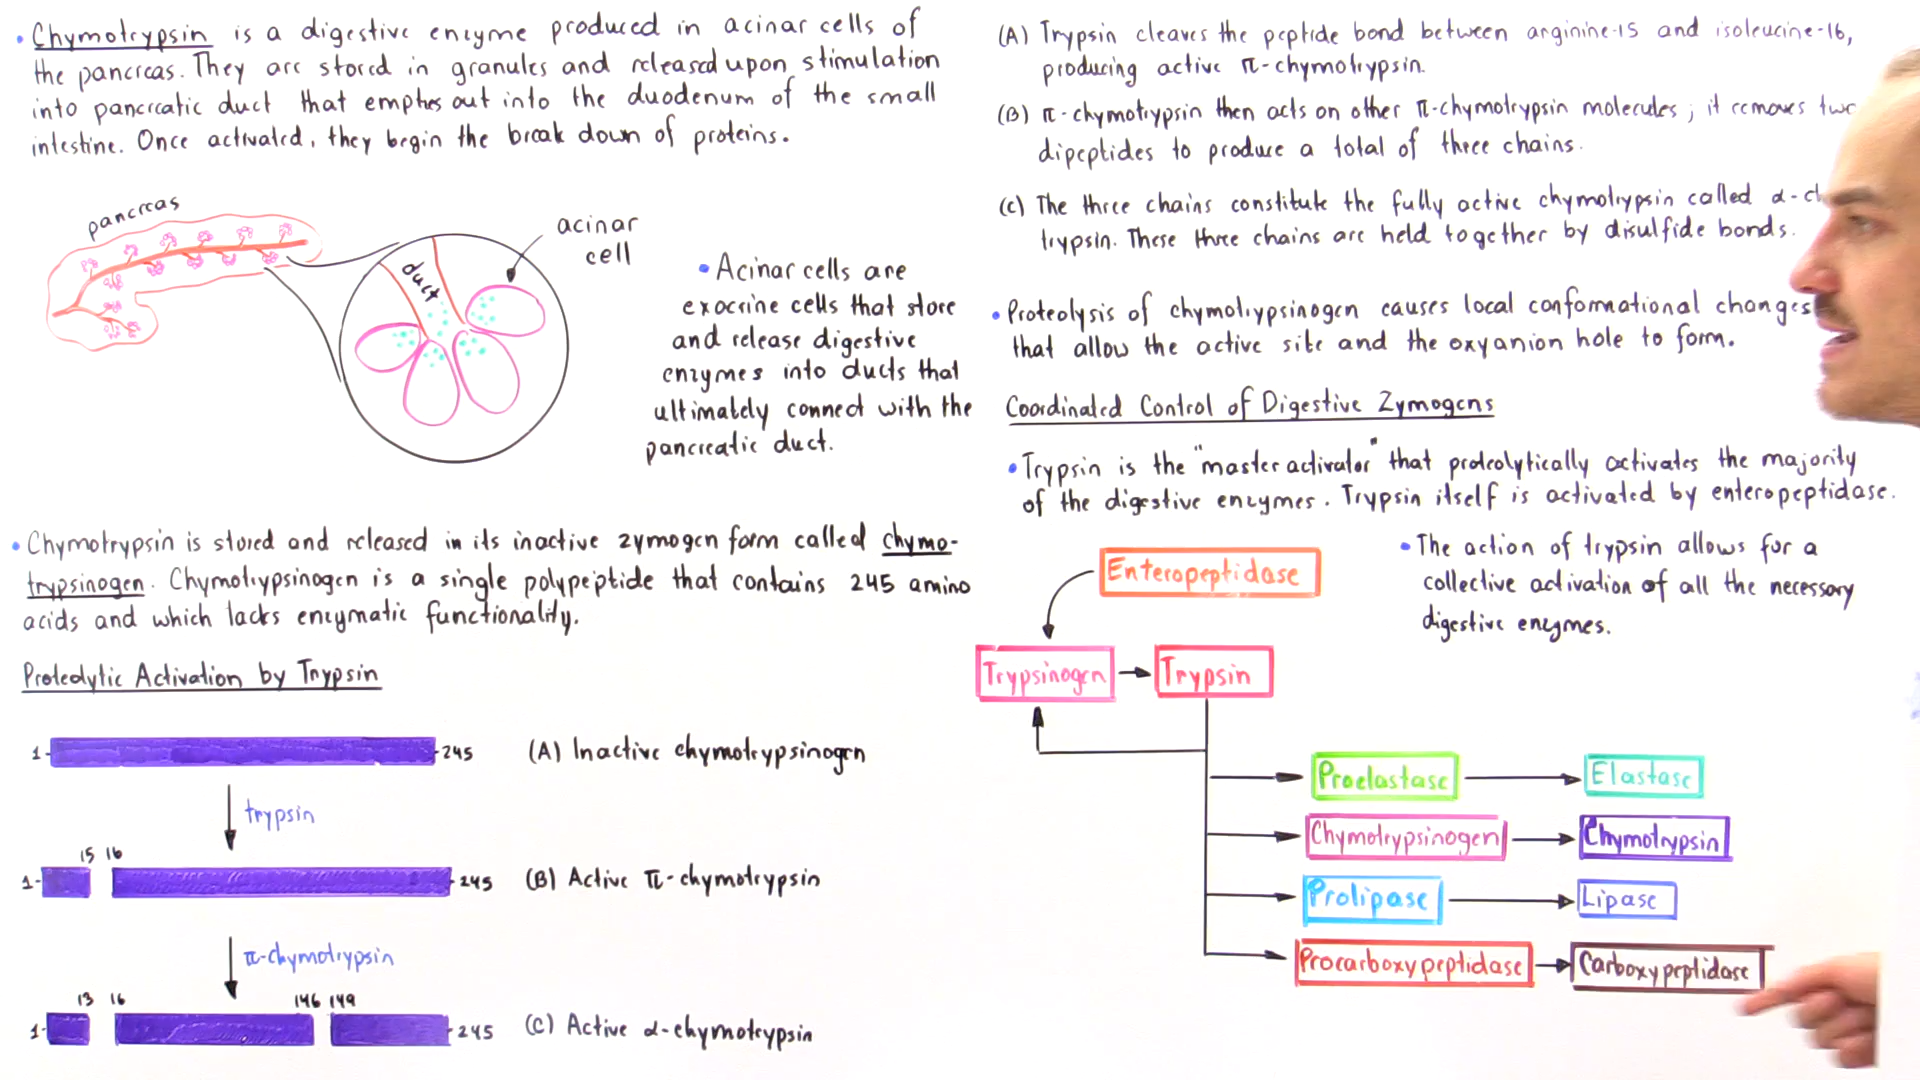 • Chymotrypsin is a digestive enzyme produced in acinar cells of
the pancreas. They are stored in granules and released upon stimulation
into pancreatic duct that empties out into the duodenum of the small
intestine. Once activated, they begin the break down of proteins.
pancreas
duct
acinar
cell
• Acinar cells are
exocrine cells that store
and release digestive
enzymes into ducts that
ultimately connect with the
pancreatic duct.
• Chymotrypsin is stored and released in its inactive zymogen form called chymo-
trypsinogen. Chymotrypsinogen is a single polypeptide that contains 245 amino
acids and which lacks enzymatic functionality.
Proteolytic Activation by Trypsin
1 245 (A) Inactive chymotrypsinogen
trypsin
15 16
1 245 (B) Active π-chymotrypsin
π-chymotrypsin
13 16 146 149
1 245 (C) Active α-chymotrypsin
(A) Trypsin cleaves the peptide bond between arginine-15 and isoleucine-16,
producing active π-chymotrypsin.
(B) π-chymotrypsin then acts on other π-chymotrypsin molecules; it removes two
dipeptides to produce a total of three chains.
(C) The three chains constitute the fully active chymotrypsin called α-ch
trypsin. These three chains are held together by disulfide bonds.
• Proteolysis of chymotrypsinogen causes local conformational changes
that allow the active site and the oxyanion hole to form.
Coordinated Control of Digestive Zymogens
• Trypsin is the "master activator" that proteolytically activates the majority
of the digestive enzymes. Trypsin itself is activated by enteropeptidase.
• The action of trypsin allows for a
collective activation of all the necessary
digestive enzymes.
Enteropeptidase
Trypsinogen Trypsin
Proelastase Elastase
Chymotrypsinogen Chymotrypsin
Prolipase Lipase
Procarboxypeptidase Carboxypeptidase